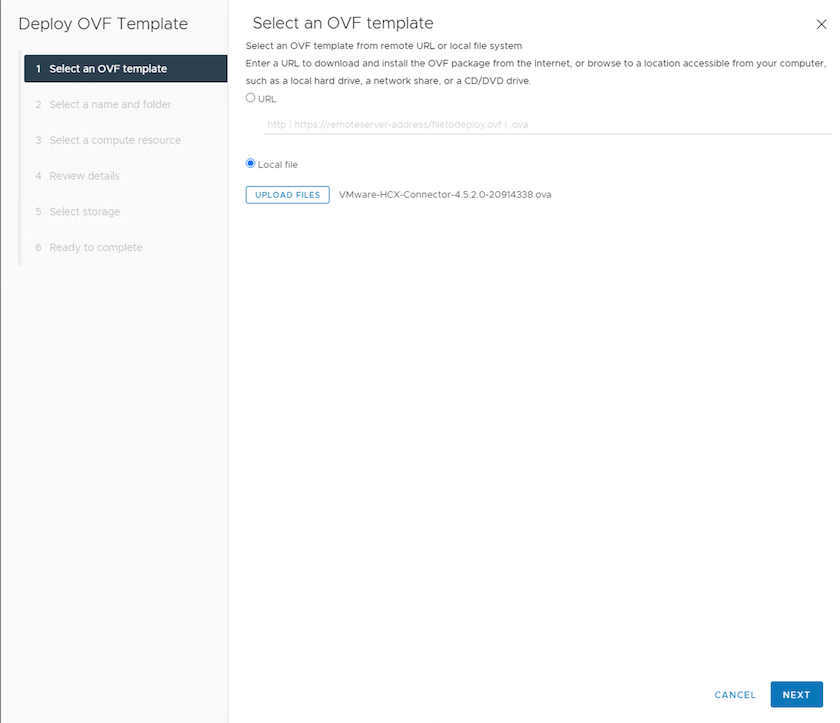 Deploy OVF Template
1 Select an OVF template
2 Select a name and folder
3 Select a compute resource
4 Review details
5 Select storage
6 Ready to complete
Select an OVF template
Select an OVF template from remote URL or local file system
Enter a URL to download and install the OVF package from the Internet, or browse to a location accessible from your computer,
such as a local hard drive, a network share, or a CD/DVD drive.
URL
http | https://remoteserver-address/filetodeploy.ovf | .ova
Local file
UPLOAD FILES VMware-HCX-Connector-4.5.2.0-20914338.ova
CANCEL NEXT